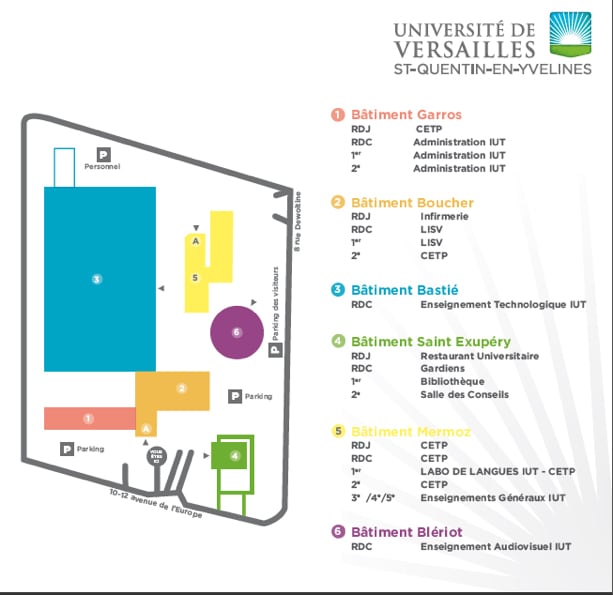 UNIVERSITÉ DE
VERSAILLES
ST-QUENTIN-EN-YVELINES
P
Personnel
8 rue Dewoitine
A
5
3
Parking des visiteurs
P
6
2
P Parking
1
A
P Parking
VOUS
ÊTES
ICI
4
10-12 avenue de l'Europe
1 Bâtiment Garros
RDJ CETP
RDC Administration IUT
1er Administration IUT
2e Administration IUT
2 Bâtiment Boucher
RDJ Infirmerie
RDC LISV
1er LISV
2e CETP
3 Bâtiment Bastié
RDC Enseignement Technologique IUT
4 Bâtiment Saint Exupéry
RDJ Restaurant Universitaire
RDC Gardiens
1er Bibliothèque
2e Salle des Conseils
5 Bâtiment Mermoz
RDJ CETP
RDC CETP
1er LABO DE LANGUES IUT - CETP
2e CETP
3e /4e/5e Enseignements Généraux IUT
6 Bâtiment Blériot
RDC Enseignement Audiovisuel IUT